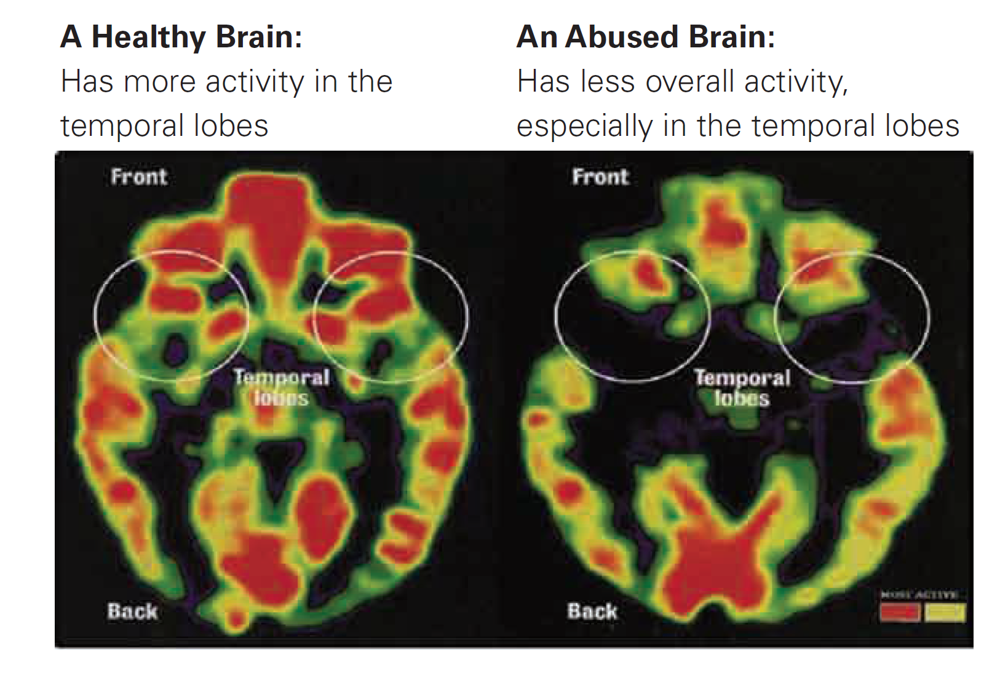 A Healthy Brain:
Has more activity in the
temporal lobes
An Abused Brain:
Has less overall activity,
especially in the temporal lobes
Front
Temporal
lobes
Back
Front
Temporal
lobes
Back
MOST ACTIVE